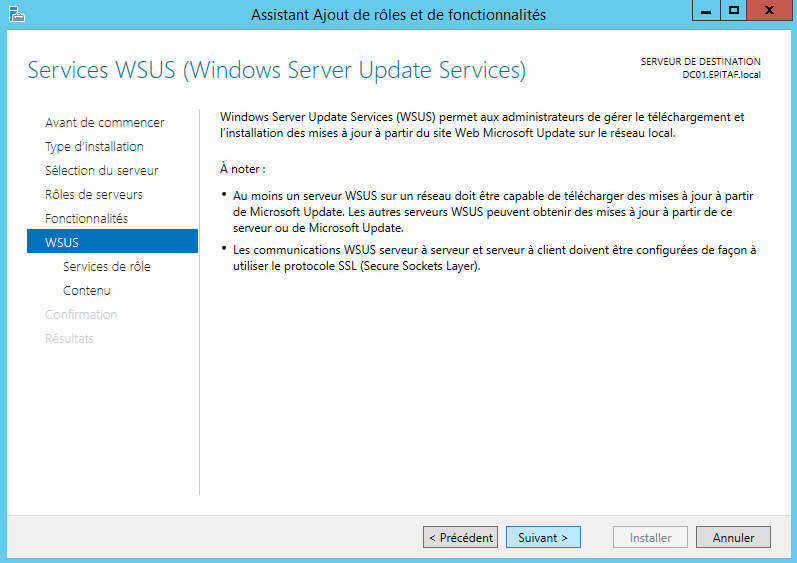 Assistant Ajout de rôles et de fonctionnalités
Services WSUS (Windows Server Update Services)
SERVEUR DE DESTINATION
DC01.EPITAF.local
Avant de commencer
Type d'installation
Sélection du serveur
Rôles de serveurs
Fonctionnalités
WSUS
Services de rôle
Contenu
Confirmation
Résultats
Windows Server Update Services (WSUS) permet aux administrateurs de gérer le téléchargement et
l'installation des mises à jour à partir du site Web Microsoft Update sur le réseau local.
À noter :
• Au moins un serveur WSUS sur un réseau doit être capable de télécharger des mises à jour à partir
de Microsoft Update. Les autres serveurs WSUS peuvent obtenir des mises à jour à partir de ce
serveur ou de Microsoft Update.
• Les communications WSUS serveur à serveur et serveur à client doivent être configurées de façon à
utiliser le protocole SSL (Secure Sockets Layer).
< Précédent
Suivant >
Installer
Annuler